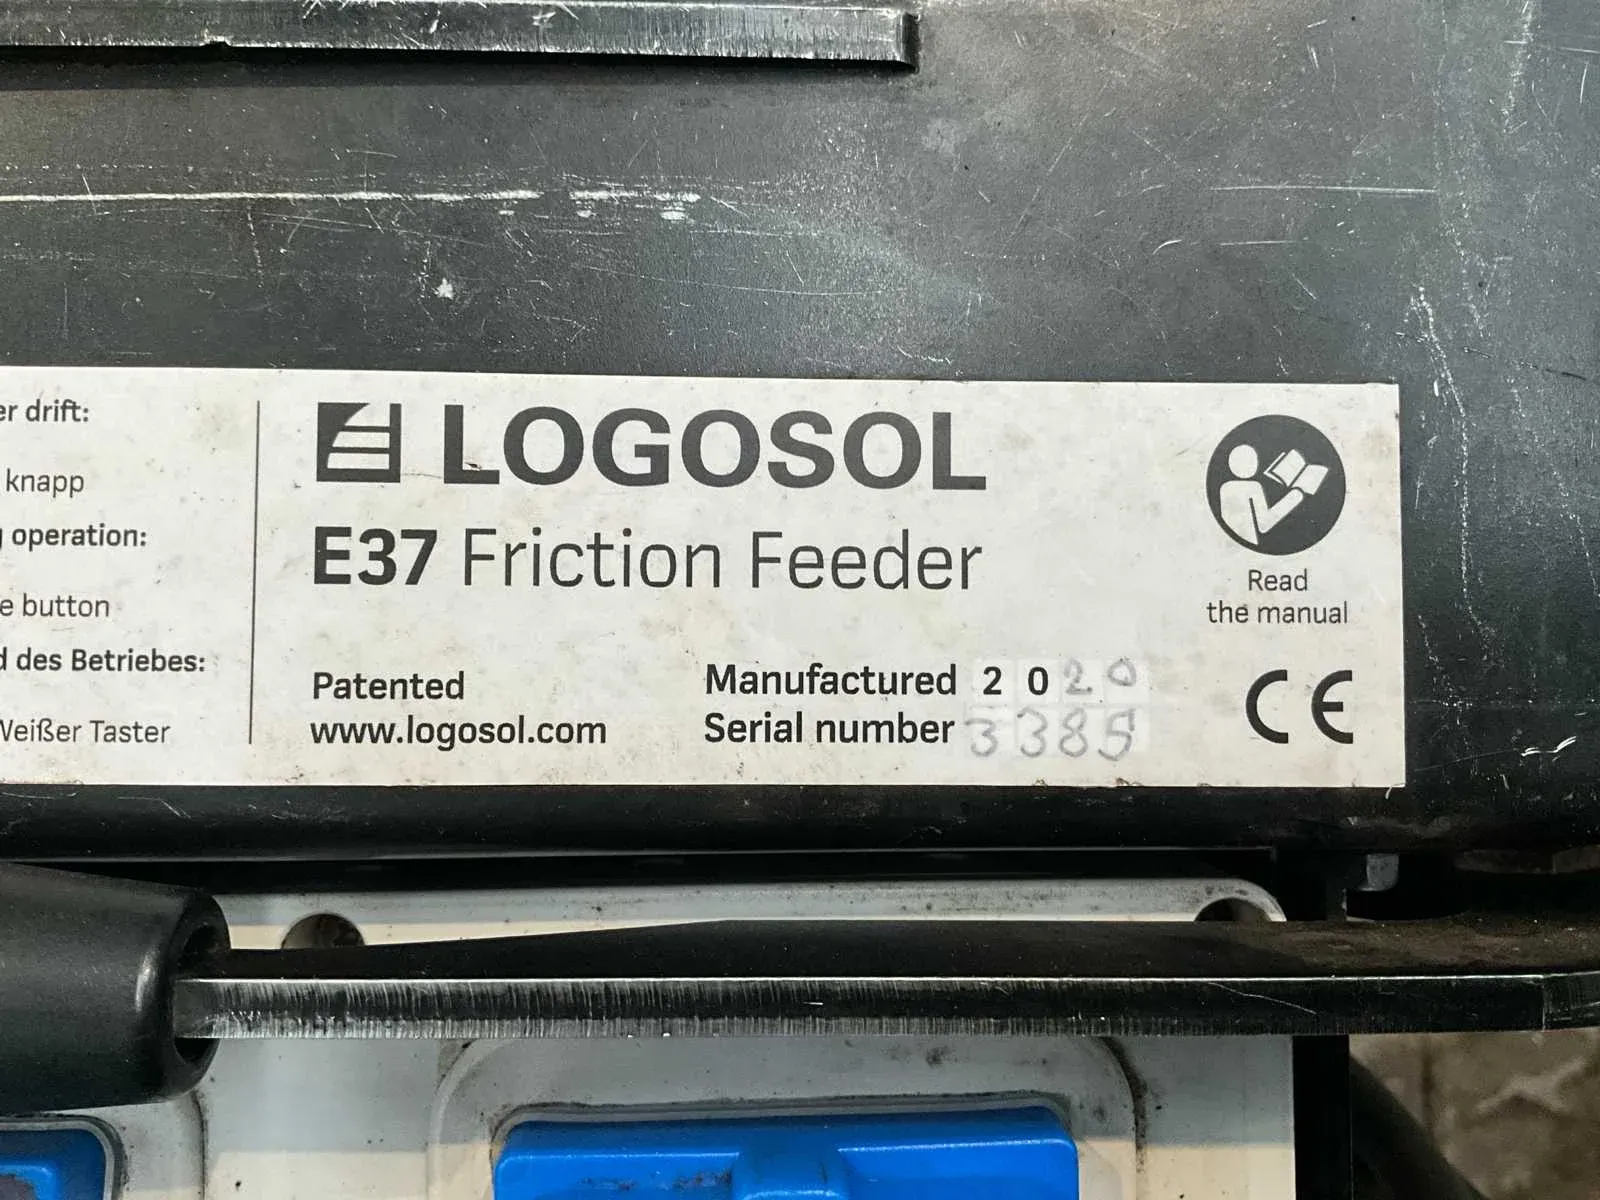 er drift:
knapp
operation:
e button
d des Betriebes:
Weißer Taster
LOGOSOL
E37 Friction Feeder
Patented
www.logosol.com
Manufactured 2020
Serial number 3385
Read
the manual
CE